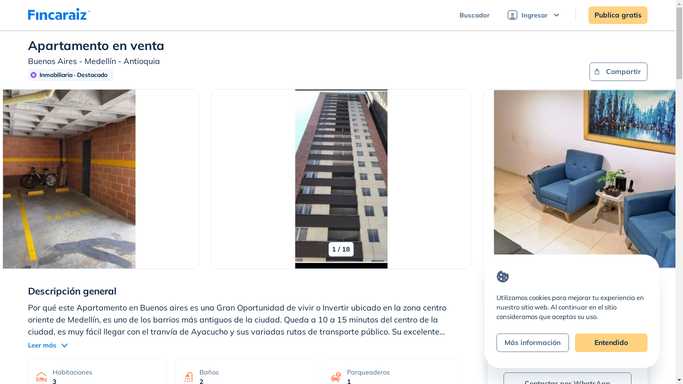 Fincaraiz
Buscador
Ingresar
Publica gratis
Apartamento en venta
Buenos Aires - Medellín - Antioquia
Inmobiliaria · Destacado
Compartir
1 / 18
Descripción general
Por qué este Apartamento en Buenos aires es una Gran Oportunidad de vivir o Invertir ubicado en la zona centro
oriente de Medellín, es uno de los barrios más antiguos de la ciudad. Queda a 10 a 15 minutos del centro de la
ciudad, es muy fácil llegar con el tranvía de Ayacucho y sus variadas rutas de transporte público. Su excelente...
Leer más
Habitaciones
3
Baños
2
Parqueaderos
1
Utilizamos cookies para mejorar tu experiencia en
nuestro sitio web. Al continuar en el sitio
consideramos que aceptas su uso.
Más información
Entendido
Contactar por WhatsApp